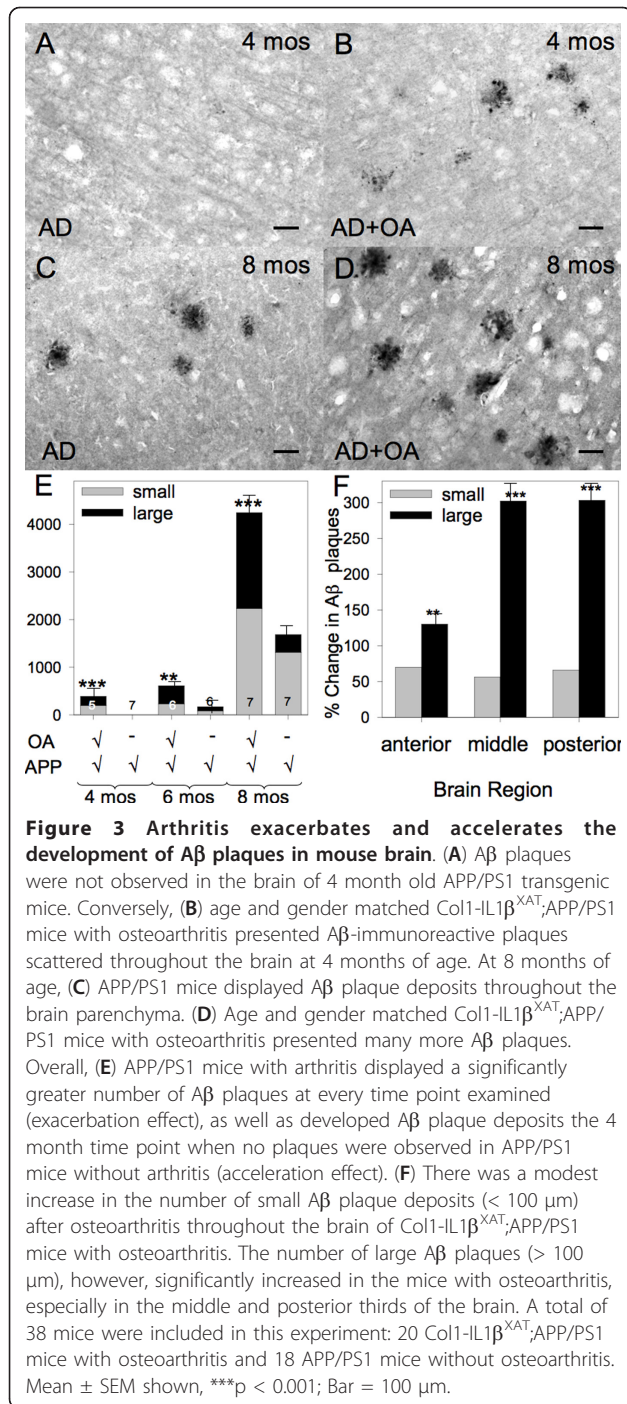 A 4 mos B 4 mos
AD AD+OA
C 8 mos D 8 mos
AD AD+OA
E small large *** F small large *** ***
4000 300
250
3000 200
2000 150 **
100
1000 *** ** 50
0 5 7 6 6 7 7 0
% Change in Aβ plaques
OA √ - √ - √ - anterior middle posterior
APP √ √ √ √ √ √
4 mos 6 mos 8 mos Brain Region
Figure 3 Arthritis exacerbates and accelerates the
development of Aβ plaques in mouse brain. (A) Aβ plaques
were not observed in the brain of 4 month old APP/PS1 transgenic
mice. Conversely, (B) age and gender matched Col1-IL1β^XAT;APP/PS1
mice with osteoarthritis presented Aβ-immunoreactive plaques
scattered throughout the brain at 4 months of age. At 8 months of
age, (C) APP/PS1 mice displayed Aβ plaque deposits throughout the
brain parenchyma. (D) Age and gender matched Col1-IL1β^XAT;APP/
PS1 mice with osteoarthritis presented many more Aβ plaques.
Overall, (E) APP/PS1 mice with arthritis displayed a significantly
greater number of Aβ plaques at every time point examined
(exacerbation effect), as well as developed Aβ plaque deposits the 4
month time point when no plaques were observed in APP/PS1
mice without arthritis (acceleration effect). (F) There was a modest
increase in the number of small Aβ plaque deposits (< 100 μm)
after osteoarthritis throughout the brain of Col1-IL1β^XAT;APP/PS1
mice with osteoarthritis. The number of large Aβ plaques (> 100
μm), however, significantly increased in the mice with osteoarthritis,
especially in the middle and posterior thirds of the brain. A total of
38 mice were included in this experiment: 20 Col1-IL1β^XAT;APP/PS1
mice with osteoarthritis and 18 APP/PS1 mice without osteoarthritis.
Mean ± SEM shown, ***p < 0.001; Bar = 100 μm.